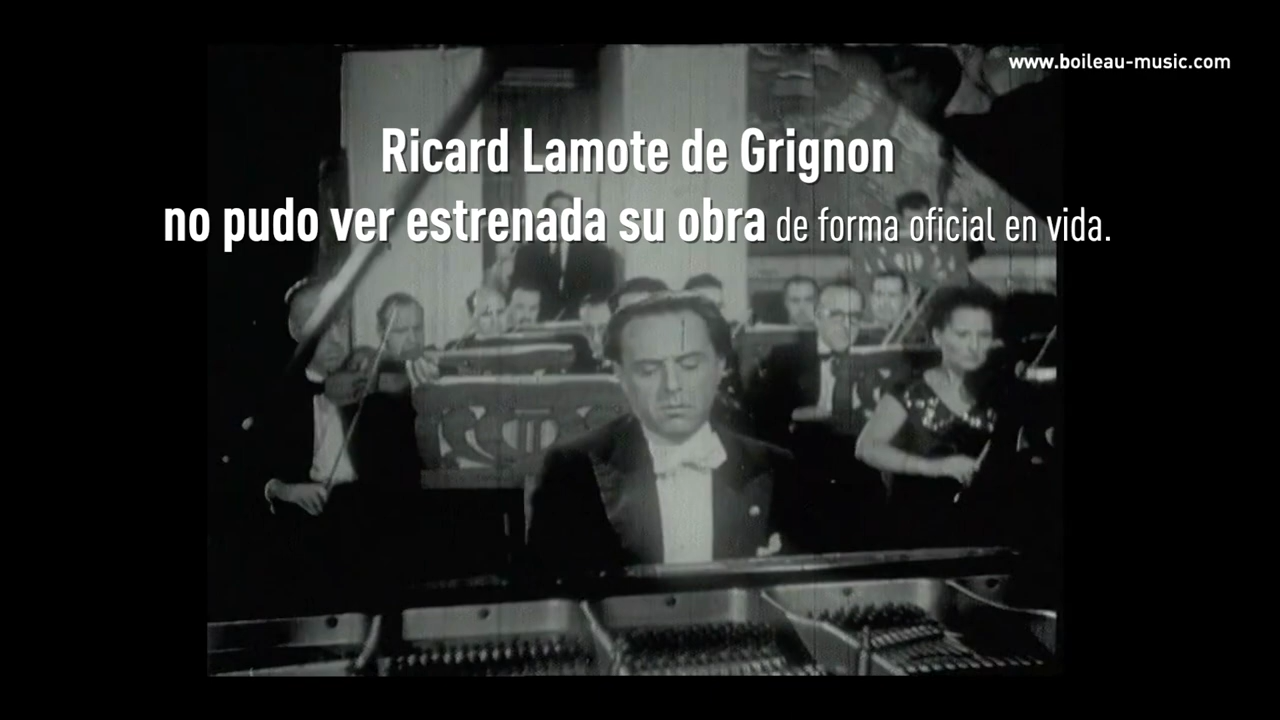 www.boileau-music.com
Ricard Lamote de Grignon
no pudo ver estrenada su obra de forma oficial en vida.